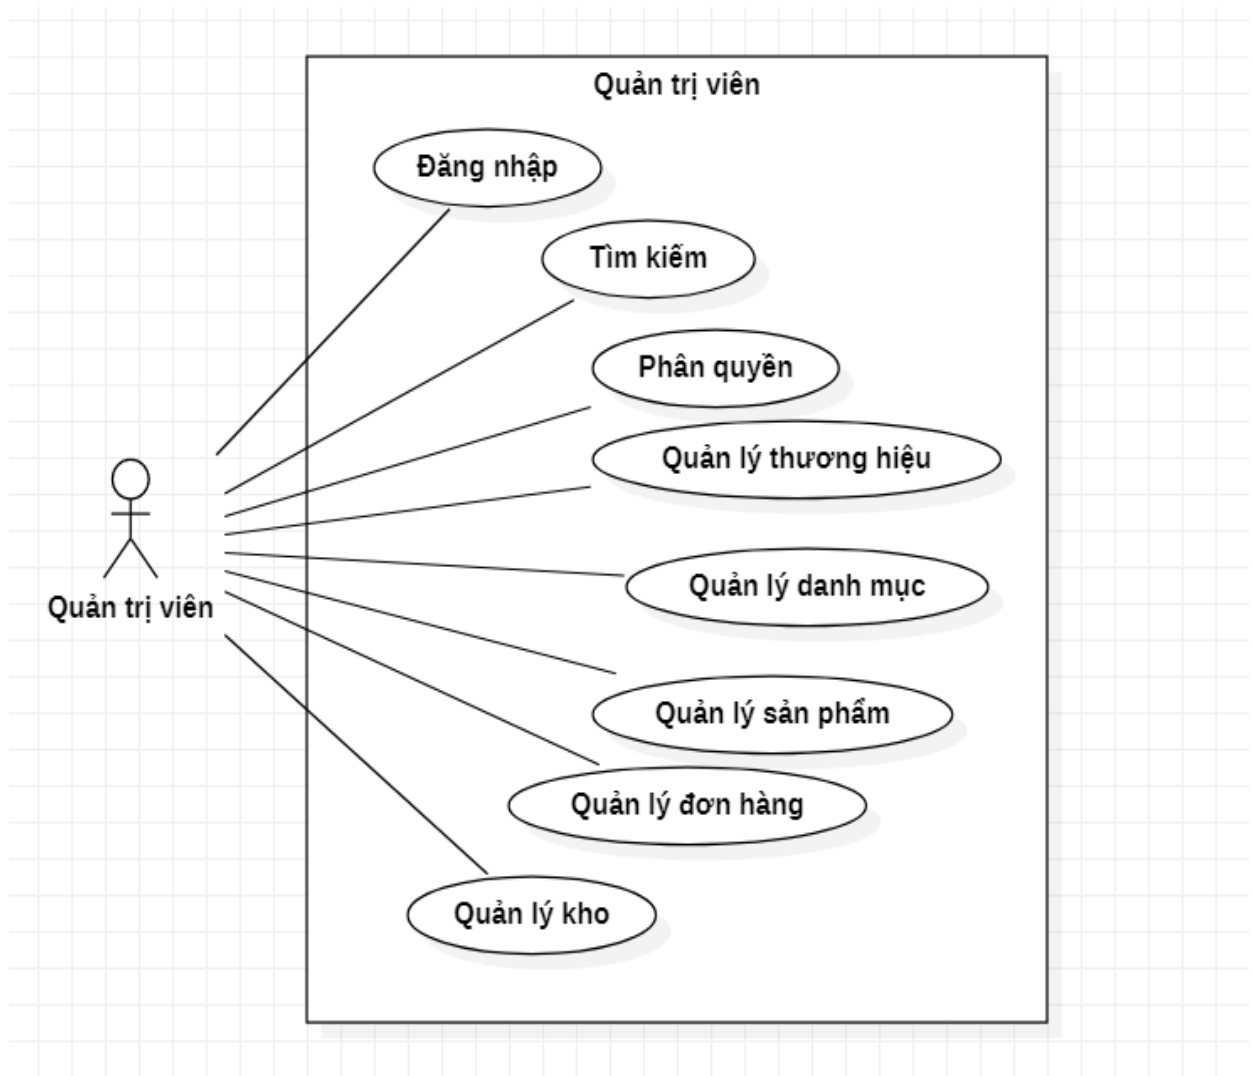 Quản trị viên
Đăng nhập
Tìm kiếm
Phân quyền
Quản lý thương hiệu
Quản lý danh mục
Quản trị viên
Quản lý sản phẩm
Quản lý đơn hàng
Quản lý kho